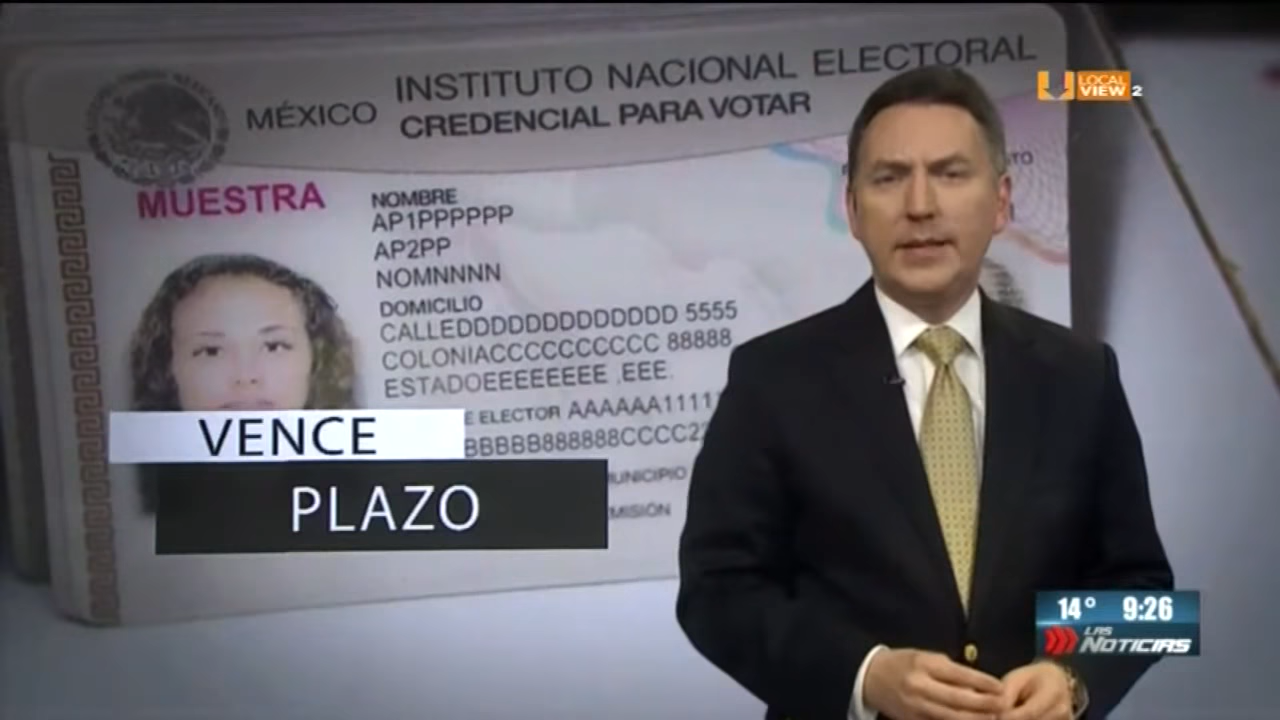 INSTITUTO NACIONAL ELECTORAL
MÉXICO
CREDENCIAL PARA VOTAR
LOCAL
VIEW 2
MUESTRA
NOMBRE
AP1PPPPPP
AP2PP
NOMNNNN
DOMICILIO
CALLEDDDDDDDDDDDDD 5555
COLONIACCCCCCCCCC 88888
ESTADOEEEEEEEE ,EEE.
E ELECTOR AAAAAA1111
VENCE
PLAZO
14° 9:26
LAS
NOTICIAS